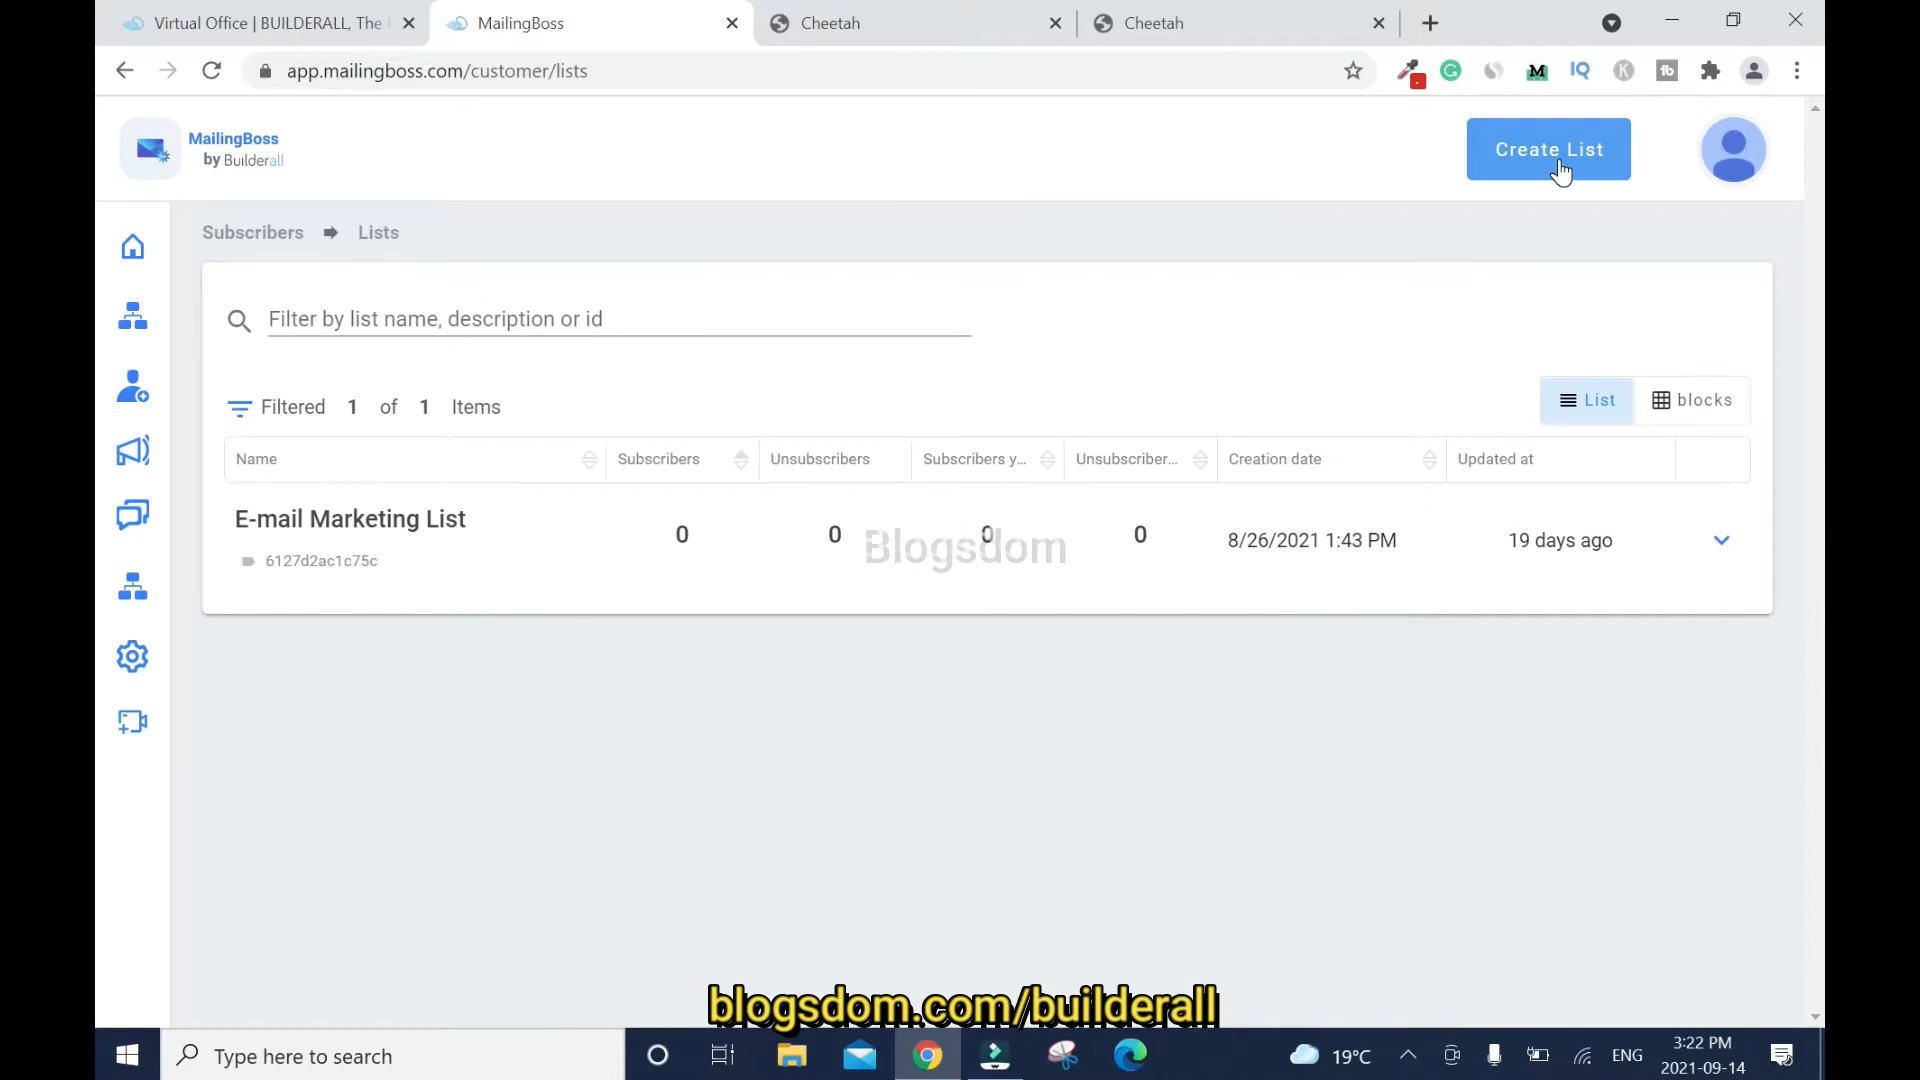 Virtual Office | BUILDERALL, The
MailingBoss
Cheetah
Cheetah
app.mailingboss.com/customer/lists
MailingBoss
by Builderall
Create List
Subscribers
Lists
Filter by list name, description or id
Filtered 1 of 1 Items
List
blocks
Name
Subscribers
Unsubscribers
Subscribers y...
Unsubscriber...
Creation date
Updated at
E-mail Marketing List
0
0
0
0
8/26/2021 1:43 PM
19 days ago
6127d2ac1c75c
Blogsdom
blogsdom.com/builderall
Type here to search
19°C
ENG
3:22 PM
2021-09-14